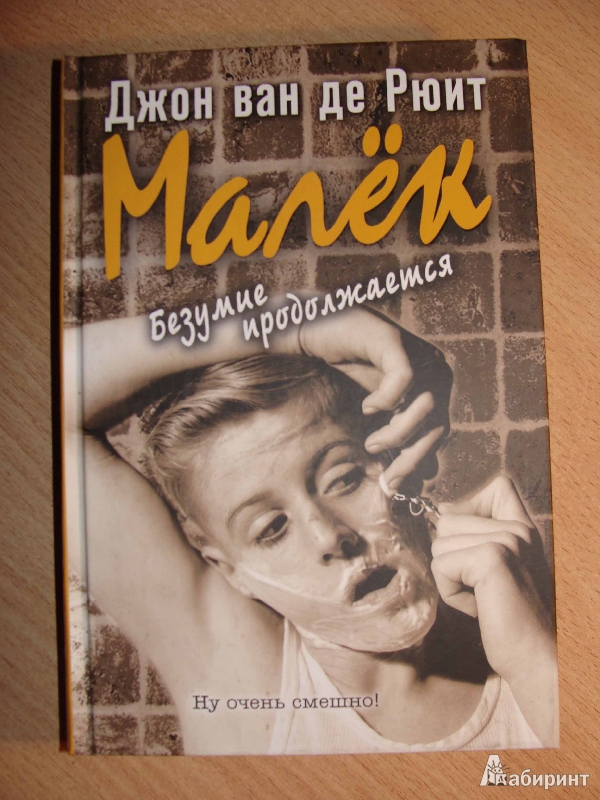 Джон ван де Рюит
Малёк
Безумие
продолжается
Ну очень смешно!
Лабиринт